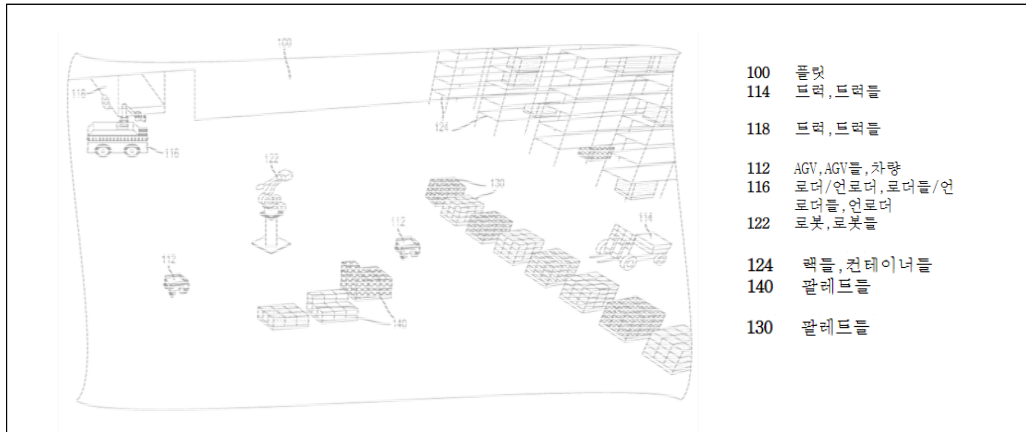 100
118
124
116
122
130
112
114
112
140
100 플릿
114 트럭,트럭들
118 트럭,트럭들
112 AGV,AGV들,차량
116 로더/언로더,로더들/언
로더들,언로더
122 로봇,로봇들
124 랙들,컨테이너들
140 팔레트들
130 팔레트들